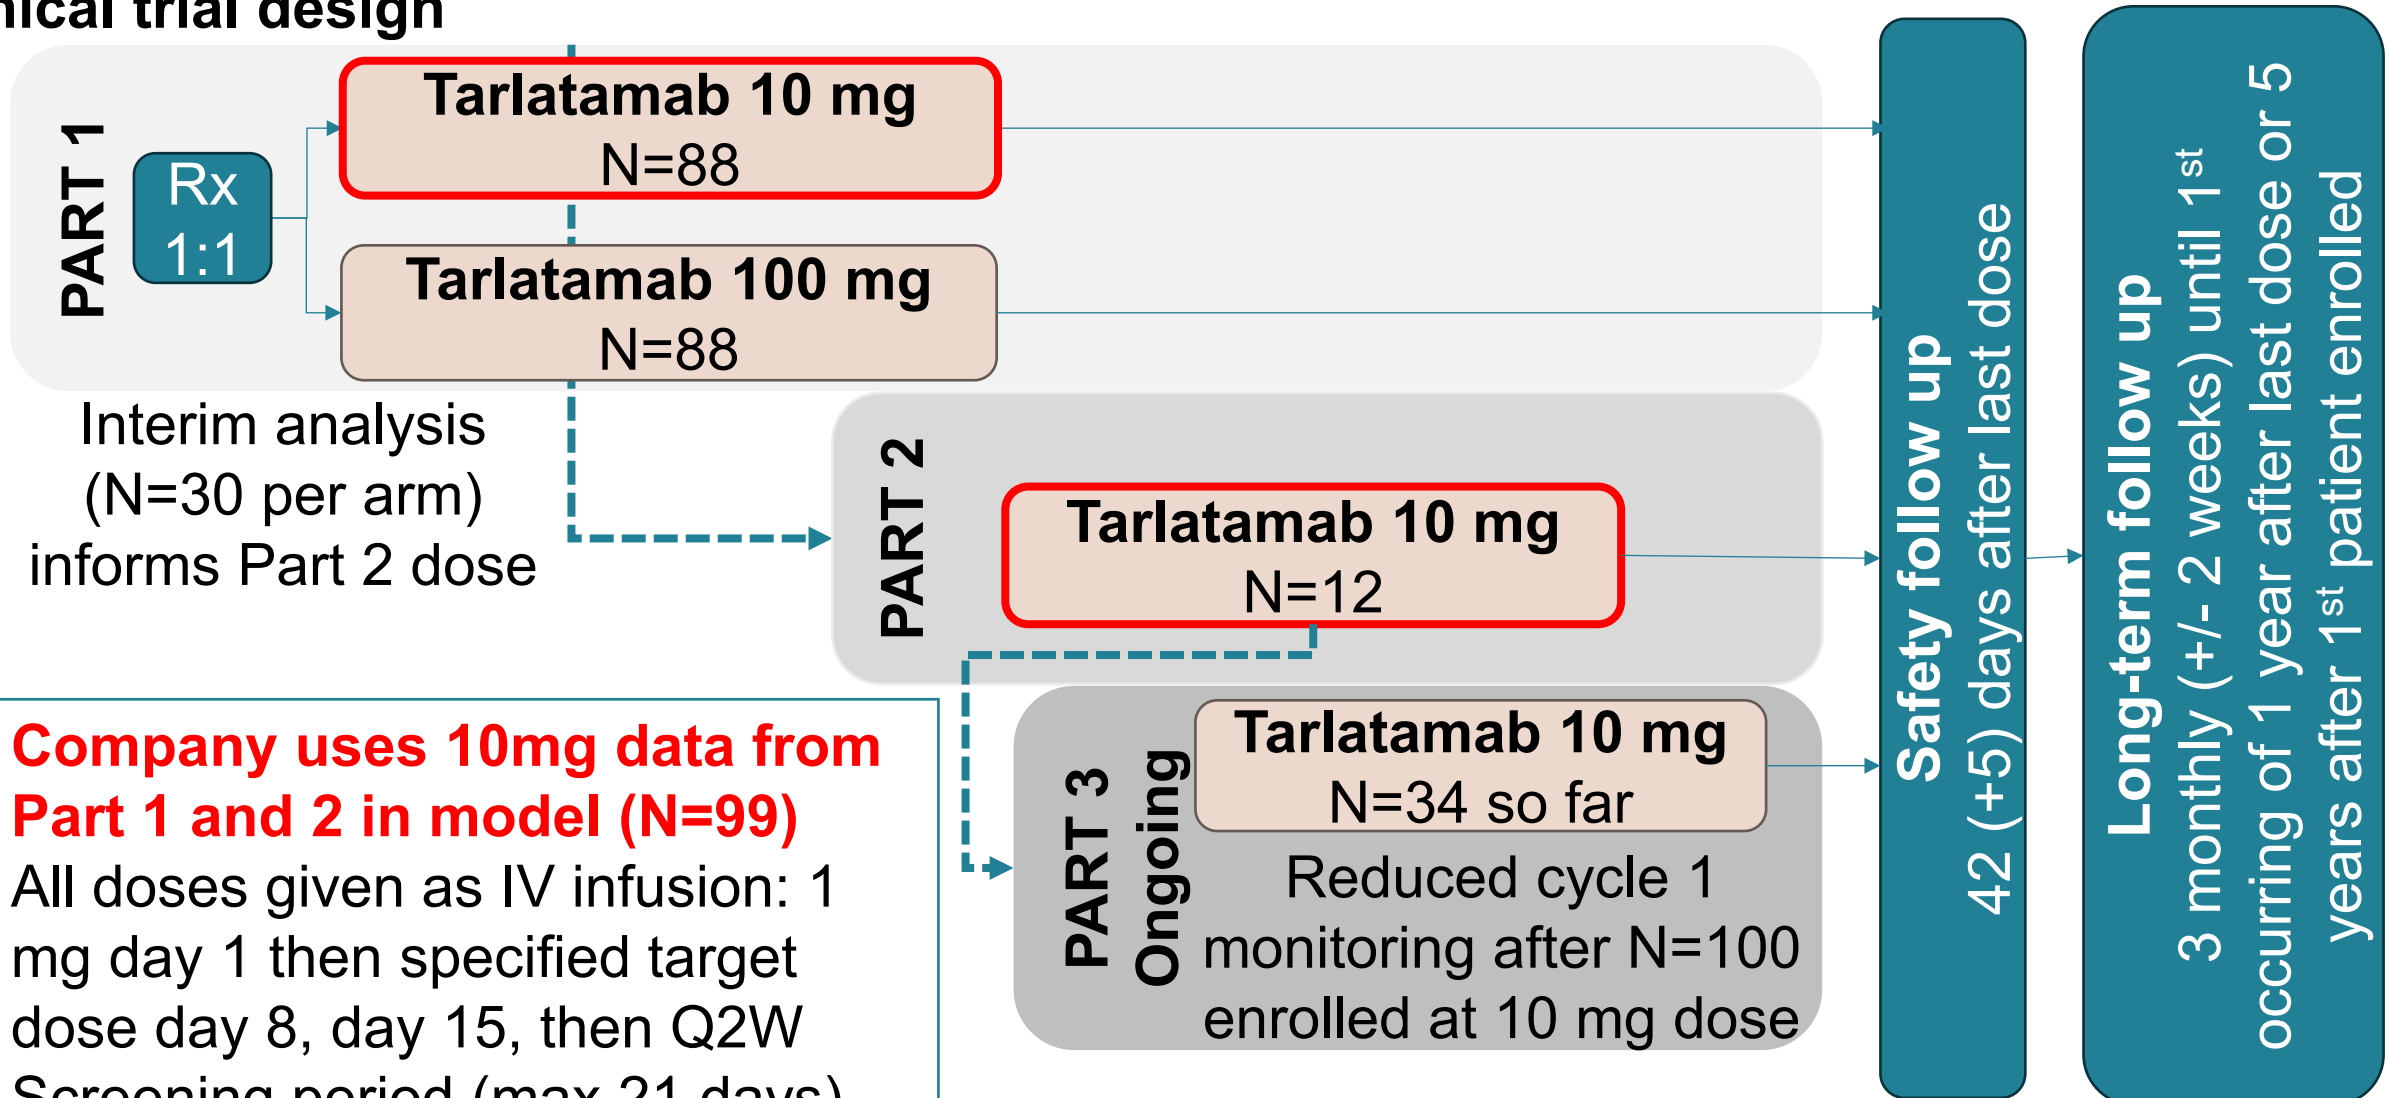 nical trial design
PART 1
Rx
1:1
Tarlatamab 10 mg
N=88
Tarlatamab 100 mg
N=88
Interim analysis
(N=30 per arm)
informs Part 2 dose
PART 2
Tarlatamab 10 mg
N=12
PART 3
Ongoing
Tarlatamab 10 mg
N=34 so far
Reduced cycle 1
monitoring after N=100
enrolled at 10 mg dose
Company uses 10mg data from
Part 1 and 2 in model (N=99)
All doses given as IV infusion: 1
mg day 1 then specified target
dose day 8, day 15, then Q2W
Screening period (max 21 days)
Safety follow up
42 (+5) days after last dose
Long-term follow up
3 monthly (+/- 2 weeks) until 1st
occurring of 1 year after last dose or 5
years after 1st patient enrolled